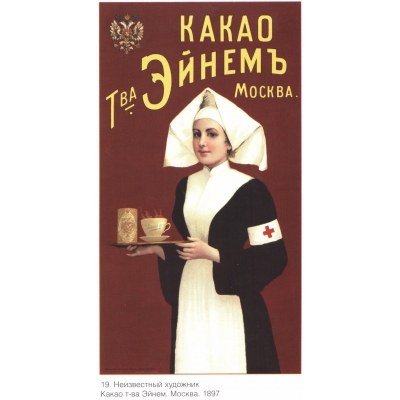 КАКАО
Т ВА ЭЙНЕМЪ
МОСКВА.
19. Неизвестный художник
Какао т-ва Эйнем. Москва. 1897